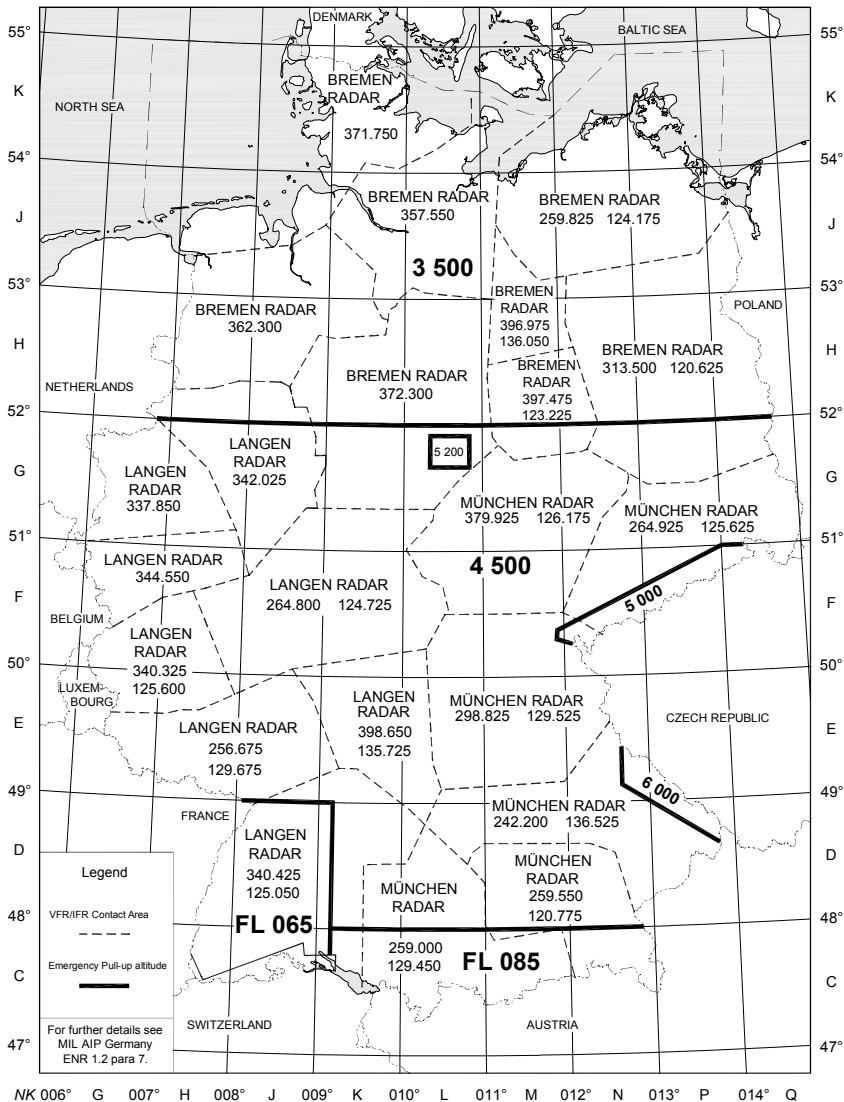 DENMARK
BALTIC SEA
55°
55°
K
K
BREMEN
RADAR
NORTH SEA
371.750
54°
54°
BREMEN RADAR
357.550
BREMEN RADAR
259.825 124.175
J
J
3 500
53°
53°
BREMEN RADAR
362.300
BREMEN
RADAR
396.975
136.050
POLAND
H
H
BREMEN RADAR
313.500 120.625
BREMEN RADAR
372.300
BREMEN
RADAR
397.475
123.225
NETHERLANDS
52°
52°
LANGEN
RADAR
342.025
5 200
G
G
LANGEN
RADAR
337.850
MÜNCHEN RADAR
379.925 126.175
MÜNCHEN RADAR
264.925 125.625
51°
51°
LANGEN RADAR
344.550
4 500
LANGEN RADAR
264.800 124.725
5 000
F
F
BELGIUM
LANGEN
RADAR
340.325
125.600
50°
50°
LUXEM-
BOURG
LANGEN
RADAR
398.650
135.725
MÜNCHEN RADAR
298.825 129.525
CZECH REPUBLIC
E
E
LANGEN RADAR
256.675
129.675
6 000
49°
49°
FRANCE
MÜNCHEN RADAR
242.200 136.525
LANGEN
RADAR
340.425
125.050
D
D
MÜNCHEN
RADAR
259.550
120.775
MÜNCHEN
RADAR
Legend
VFR/IFR Contact Area
48°
48°
FL 065
259.000
129.450
FL 085
Emergency Pull-up altitude
C
C
SWITZERLAND
AUSTRIA
For further details see
MIL AIP Germany
ENR 1.2 para 7.
47°
47°
NK 006° G 007° H 008° J 009° K 010° L 011° M 012° N 013° P 014° Q